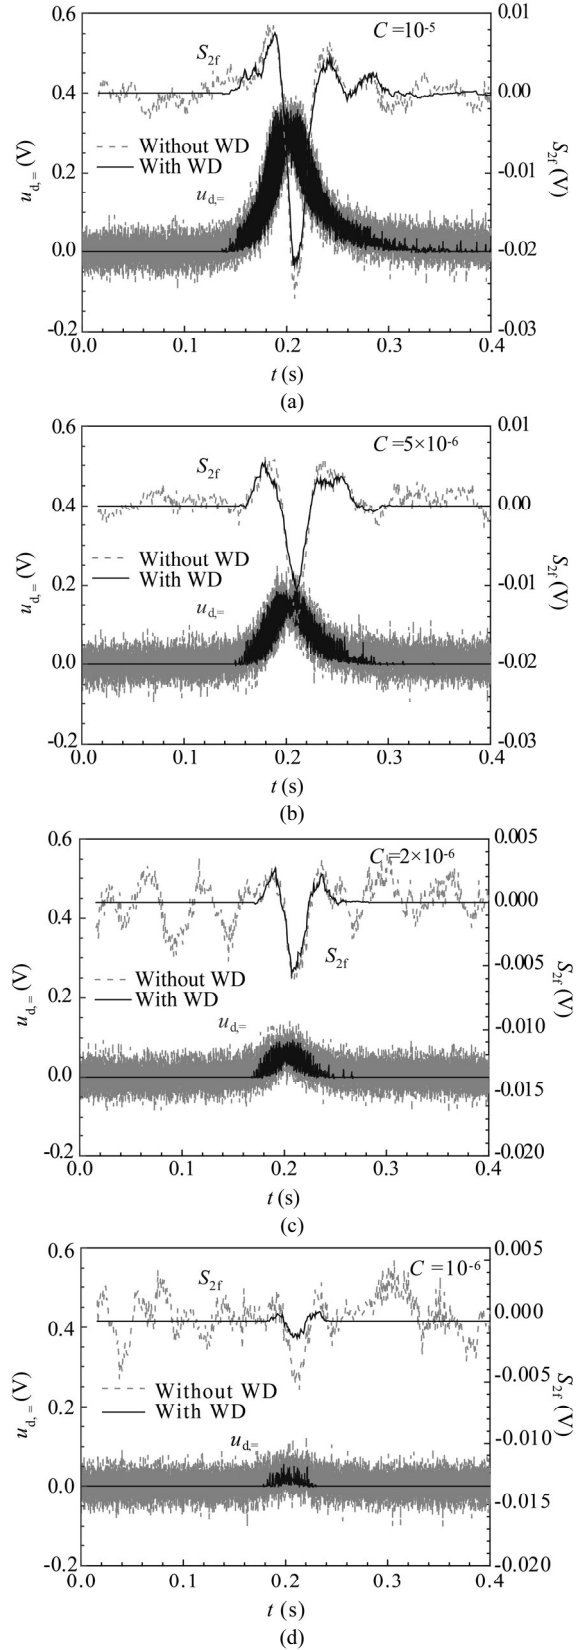 0.6
0.4
0.2
0.0
-0.2
u d,= (V)
0.01
0.00
-0.01
-0.02
-0.03
S2f (V)
C =10-5
S2f
Without WD
With WD
u d,=
0.0 0.1 0.2 0.3 0.4
t (s)
(a)
0.6
0.4
0.2
0.0
-0.2
u d,= (V)
0.01
0.00
-0.01
-0.02
-0.03
S2f (V)
C =5×10-6
S2f
Without WD
With WD
u d,=
0.0 0.1 0.2 0.3 0.4
t (s)
(b)
0.6
0.4
0.2
0.0
-0.2
u d,= (V)
0.005
0.000
-0.005
-0.010
-0.015
-0.020
S2f (V)
C =2×10-6
S2f
Without WD
With WD
u d,=
0.0 0.1 0.2 0.3 0.4
t (s)
(c)
0.6
0.4
0.2
0.0
-0.2
u d,= (V)
0.005
0.000
-0.005
-0.010
-0.015
-0.020
S2f (V)
C =10-6
S2f
Without WD
With WD
u d,=
0.0 0.1 0.2 0.3 0.4
t (s)
(d)